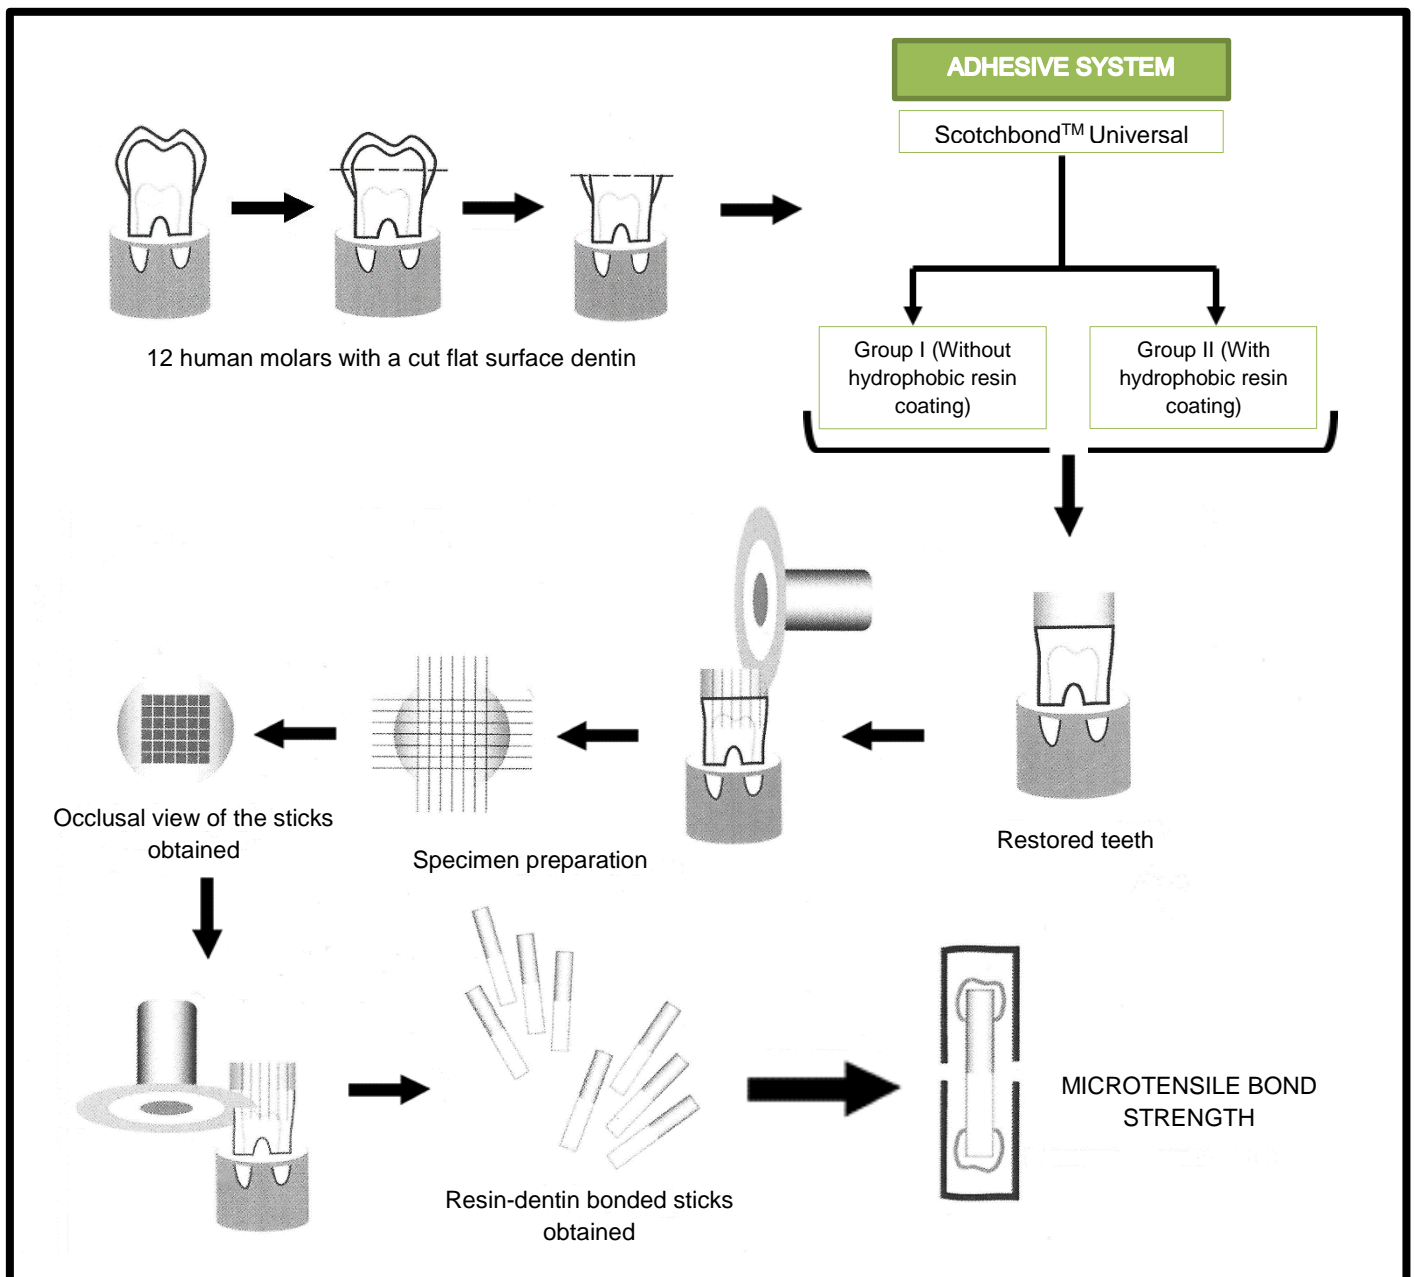 ADHESIVE SYSTEM
Scotchbond™ Universal
12 human molars with a cut flat surface dentin
Group I (Without
hydrophobic resin
coating)
Group II (With
hydrophobic resin
coating)
Restored teeth
Specimen preparation
Occlusal view of the sticks
obtained
Resin-dentin bonded sticks
obtained
MICROTENSILE BOND
STRENGTH